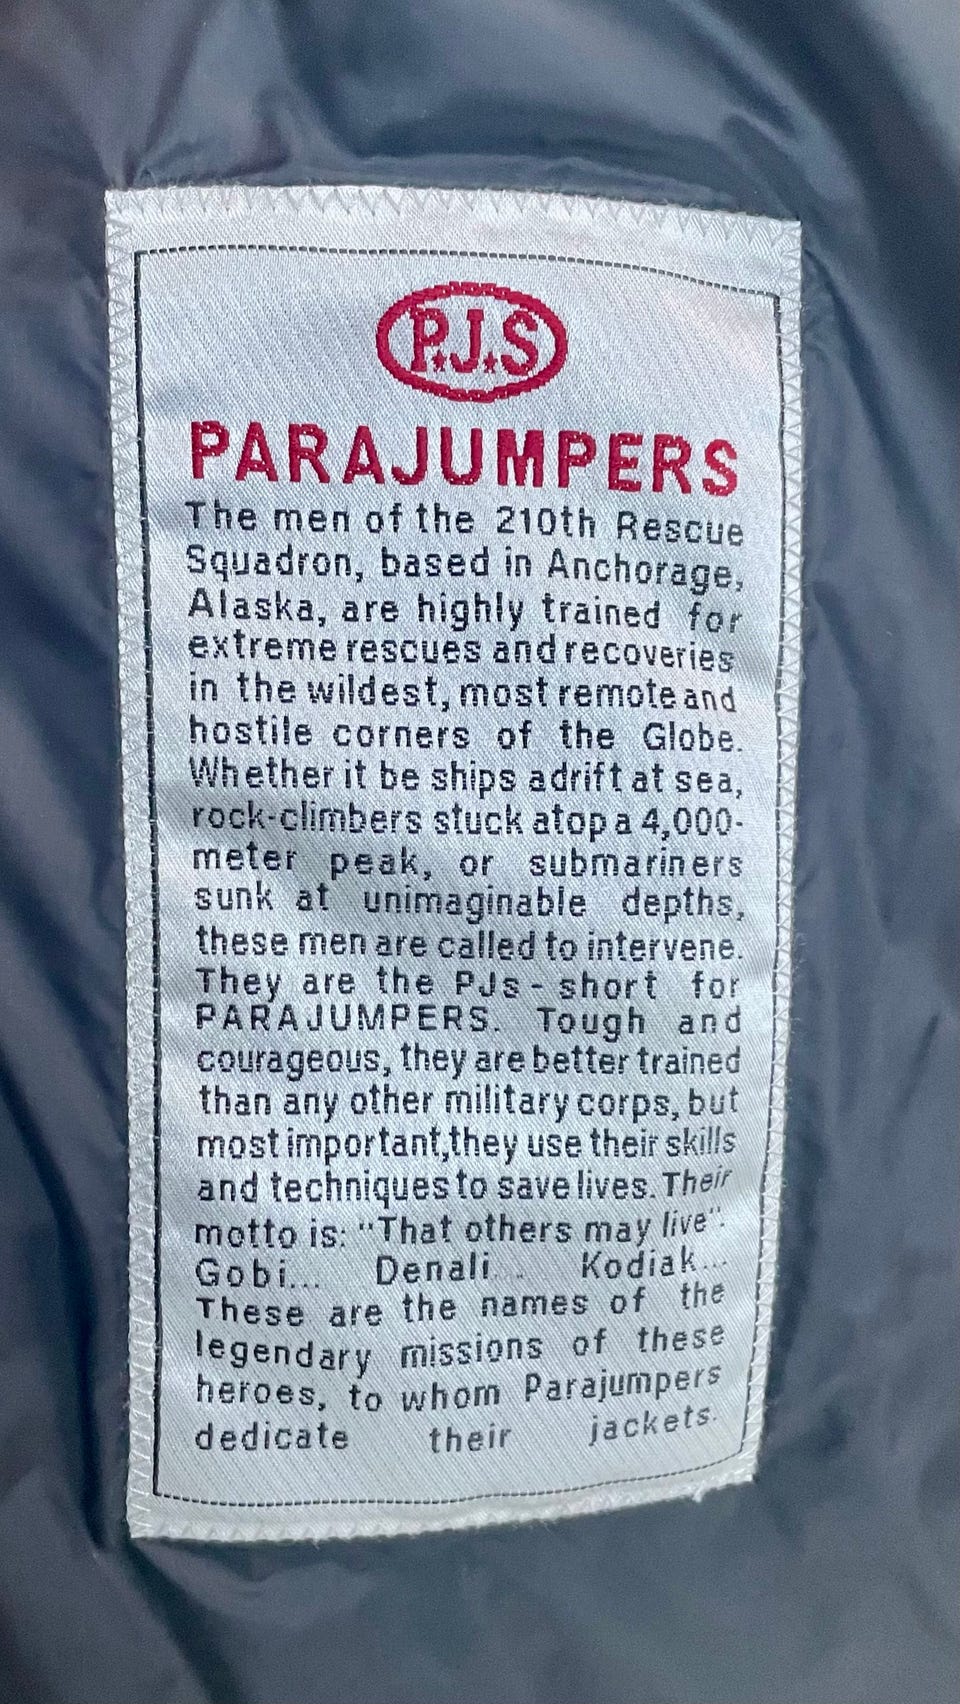 P.J.S
PARAJUMPERS
The men of the 210th Rescue
Squadron, based in Anchorage,
Alaska, are highly trained for
extreme rescues and recoveries
in the wildest, most remote and
hostile corners of the Globe.
Whether it be ships adrift at sea,
rock-climbers stuck atop a 4,000-
meter peak, or submariners
sunk at unimaginable depths,
these men are called to intervene.
They are the PJs - short for
PARAJUMPERS. Tough and
courageous, they are better trained
than any other military corps, but
most important,they use their skills
and techniques to save lives. Their
motto is: "That others may live".
Gobi... Denali... Kodiak...
These are the names of the
legendary missions of these
heroes, to whom Parajumpers
dedicate their jackets.